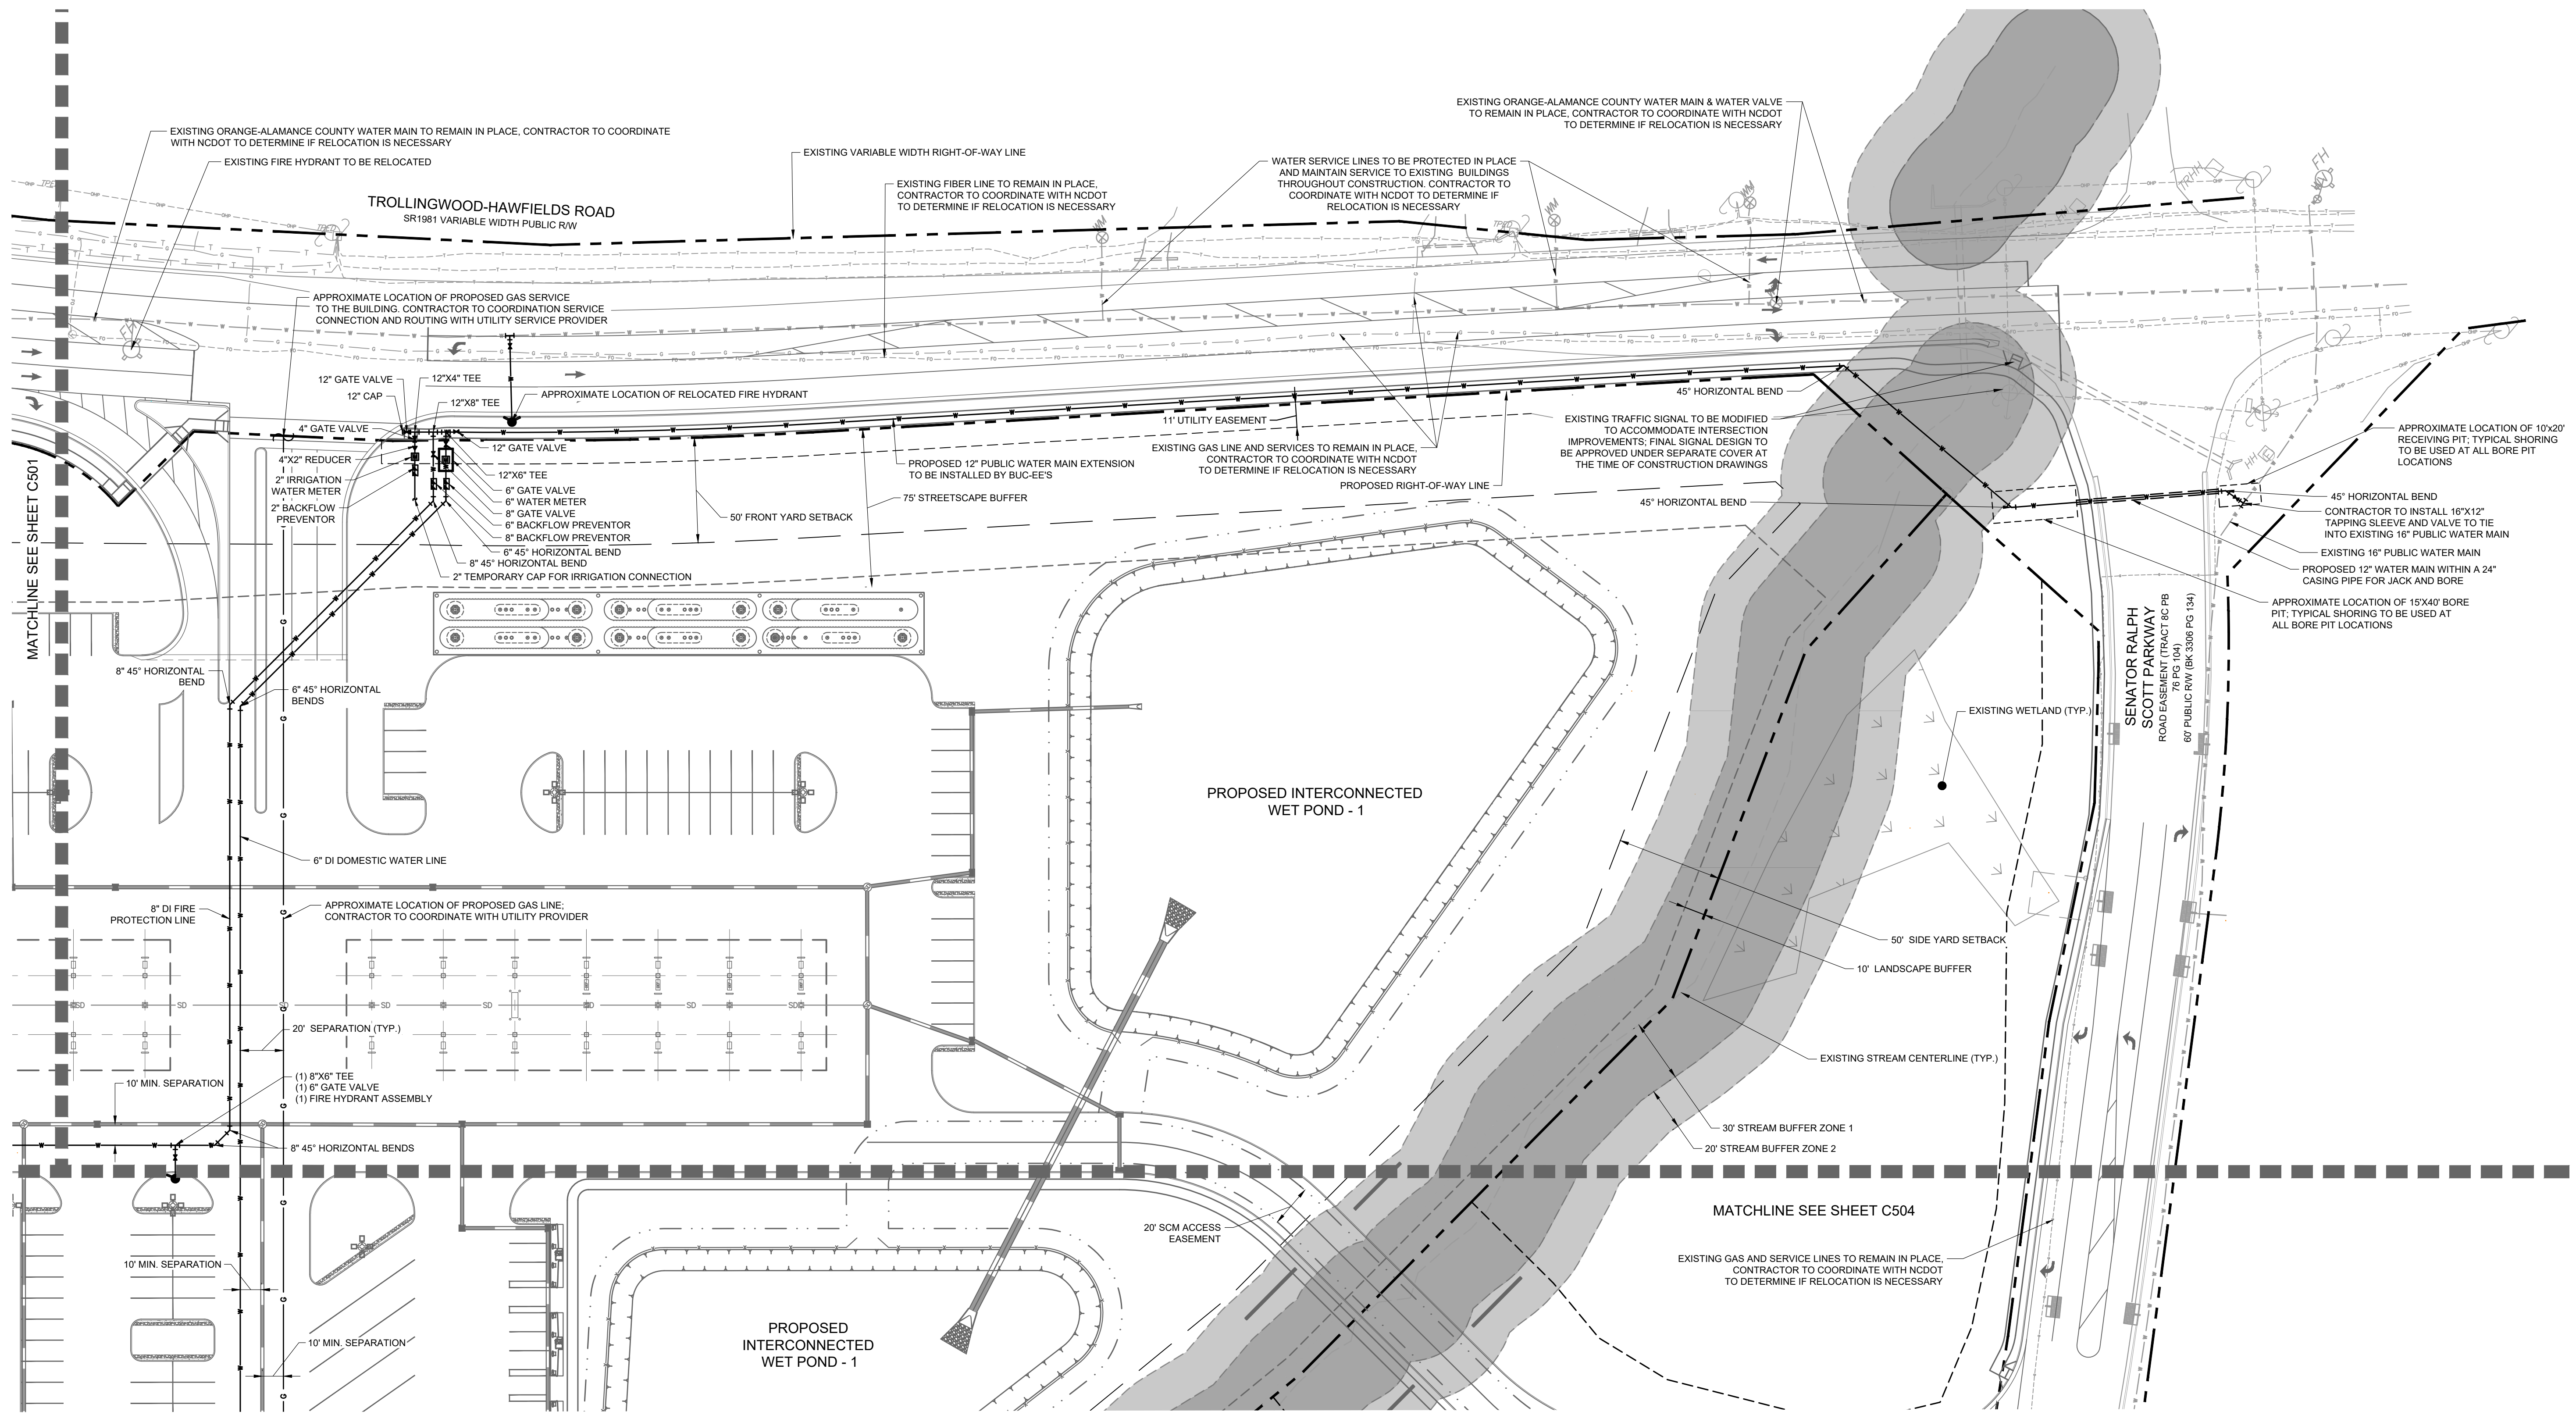 EXISTING ORANGE-ALAMANCE COUNTY WATER MAIN TO REMAIN IN PLACE, CONTRACTOR TO COORDINATE
WITH NCDOT TO DETERMINE IF RELOCATION IS NECESSARY
EXISTING FIRE HYDRANT TO BE RELOCATED
TROLLINGWOOD-HAWFIELDS ROAD
SR1981 VARIABLE WIDTH PUBLIC R/W
EXISTING VARIABLE WIDTH RIGHT-OF-WAY LINE
EXISTING FIBER LINE TO REMAIN IN PLACE,
CONTRACTOR TO COORDINATE WITH NCDOT
TO DETERMINE IF RELOCATION IS NECESSARY
WATER SERVICE LINES TO BE PROTECTED IN PLACE
AND MAINTAIN SERVICE TO EXISTING BUILDINGS
THROUGHOUT CONSTRUCTION. CONTRACTOR TO
COORDINATE WITH NCDOT TO DETERMINE IF
RELOCATION IS NECESSARY
EXISTING ORANGE-ALAMANCE COUNTY WATER MAIN & WATER VALVE
TO REMAIN IN PLACE, CONTRACTOR TO COORDINATE WITH NCDOT
TO DETERMINE IF RELOCATION IS NECESSARY
WM
WM
WM
TRHH
FH
WV
FH
HH
APPROXIMATE LOCATION OF PROPOSED GAS SERVICE
TO THE BUILDING. CONTRACTOR TO COORDINATION SERVICE
CONNECTION AND ROUTING WITH UTILITY SERVICE PROVIDER
12" GATE VALVE
12" CAP
12"X4" TEE
12"X8" TEE
APPROXIMATE LOCATION OF RELOCATED FIRE HYDRANT
4" GATE VALVE
4"X2" REDUCER
2" IRRIGATION
WATER METER
2" BACKFLOW
PREVENTOR
12" GATE VALVE
12"X6" TEE
6" GATE VALVE
6" WATER METER
8" GATE VALVE
6" BACKFLOW PREVENTOR
8" BACKFLOW PREVENTOR
6" 45° HORIZONTAL BEND
8" 45° HORIZONTAL BEND
2" TEMPORARY CAP FOR IRRIGATION CONNECTION
50' FRONT YARD SETBACK
75' STREETSCAPE BUFFER
PROPOSED 12" PUBLIC WATER MAIN EXTENSION
TO BE INSTALLED BY BUC-EE'S
11' UTILITY EASEMENT
EXISTING GAS LINE AND SERVICES TO REMAIN IN PLACE,
CONTRACTOR TO COORDINATE WITH NCDOT
TO DETERMINE IF RELOCATION IS NECESSARY
PROPOSED RIGHT-OF-WAY LINE
45° HORIZONTAL BEND
EXISTING TRAFFIC SIGNAL TO BE MODIFIED
TO ACCOMMODATE INTERSECTION
IMPROVEMENTS; FINAL SIGNAL DESIGN TO
BE APPROVED UNDER SEPARATE COVER AT
THE TIME OF CONSTRUCTION DRAWINGS
45° HORIZONTAL BEND
APPROXIMATE LOCATION OF 10'x20'
RECEIVING PIT; TYPICAL SHORING
TO BE USED AT ALL BORE PIT
LOCATIONS
45° HORIZONTAL BEND
CONTRACTOR TO INSTALL 16"X12"
TAPPING SLEEVE AND VALVE TO TIE
INTO EXISTING 16" PUBLIC WATER MAIN
EXISTING 16" PUBLIC WATER MAIN
PROPOSED 12" WATER MAIN WITHIN A 24"
CASING PIPE FOR JACK AND BORE
APPROXIMATE LOCATION OF 15'X40' BORE
PIT; TYPICAL SHORING TO BE USED AT
ALL BORE PIT LOCATIONS
MATCHLINE SEE SHEET C501
8" 45° HORIZONTAL
BEND
6" 45° HORIZONTAL
BENDS
SENATOR RALPH
SCOTT PARKWAY
ROAD EASEMENT (TRACT 8C PB
76 PG 104)
60' PUBLIC R/W (BK 3306 PG 134)
EXISTING WETLAND (TYP.)
PROPOSED INTERCONNECTED
WET POND - 1
6" DI DOMESTIC WATER LINE
8" DI FIRE
PROTECTION LINE
APPROXIMATE LOCATION OF PROPOSED GAS LINE;
CONTRACTOR TO COORDINATE WITH UTILITY PROVIDER
50' SIDE YARD SETBACK
10' LANDSCAPE BUFFER
SD SD SD SD SD SD SD SD
20' SEPARATION (TYP.)
EXISTING STREAM CENTERLINE (TYP.)
10' MIN. SEPARATION
(1) 8"X6" TEE
(1) 6" GATE VALVE
(1) FIRE HYDRANT ASSEMBLY
8" 45° HORIZONTAL BENDS
30' STREAM BUFFER ZONE 1
20' STREAM BUFFER ZONE 2
MATCHLINE SEE SHEET C504
20' SCM ACCESS
EASEMENT
10' MIN. SEPARATION
EXISTING GAS AND SERVICE LINES TO REMAIN IN PLACE,
CONTRACTOR TO COORDINATE WITH NCDOT
TO DETERMINE IF RELOCATION IS NECESSARY
10' MIN. SEPARATION
PROPOSED
INTERCONNECTED
WET POND - 1